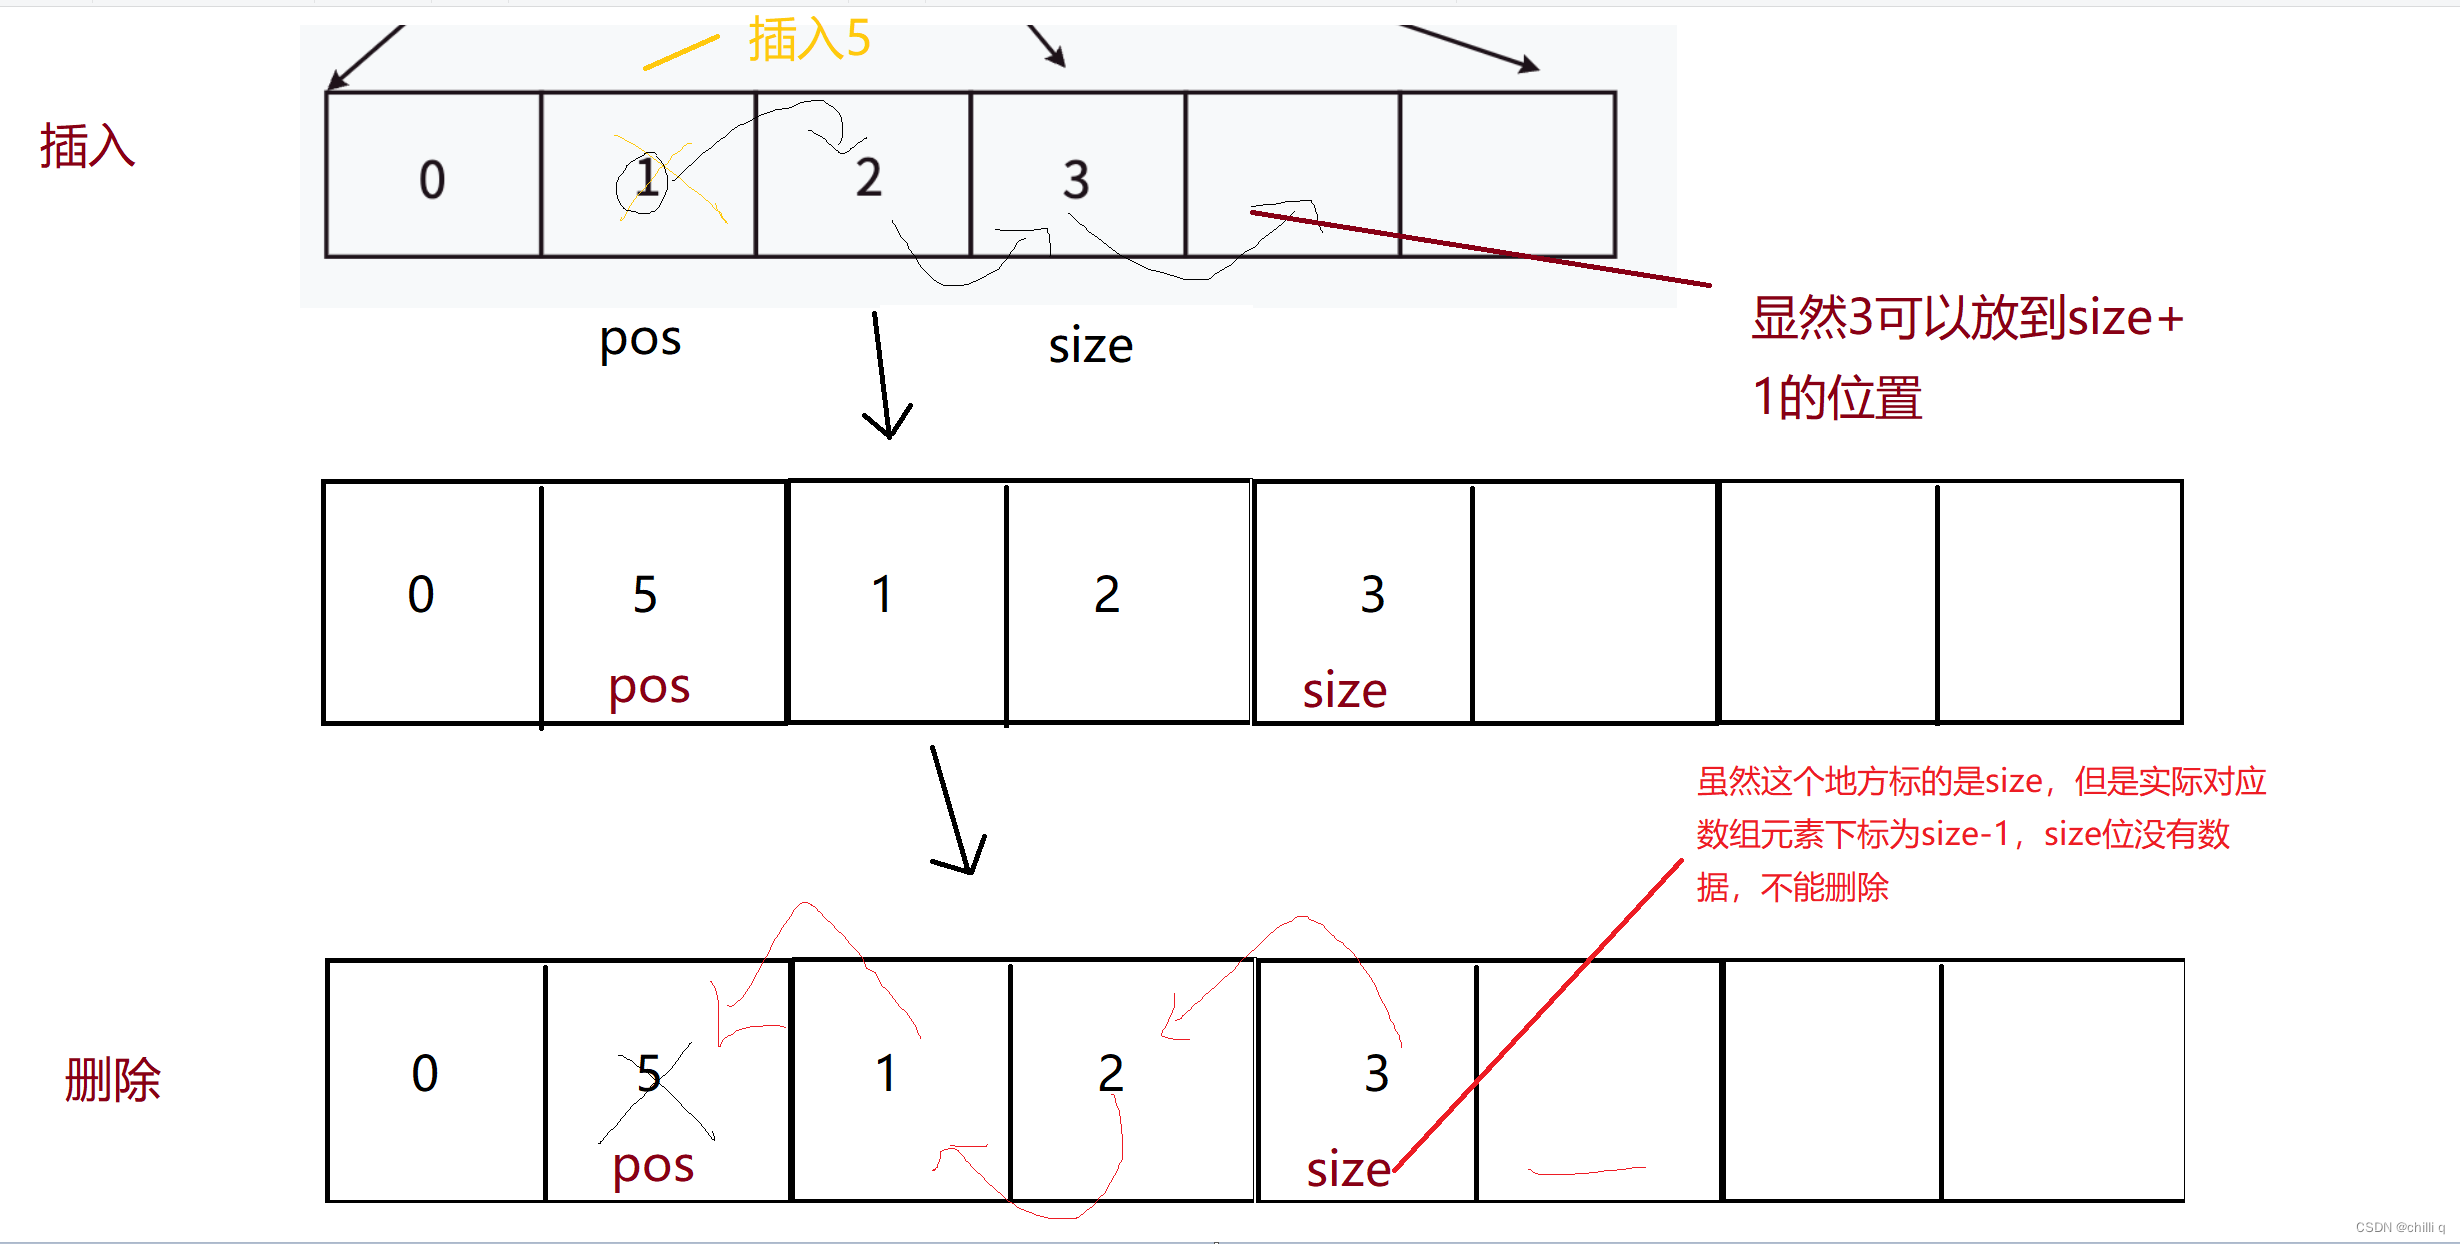 插入5
插入
0 1 2 3
pos size
显然3可以放到size+
1的位置
0 5 1 2 3
pos size
虽然这个地方标的是size，但是实际对应
数组元素下标为size-1，size位没有数
据，不能删除
删除
0 5 1 2 3
pos size
CSDN @chilli q